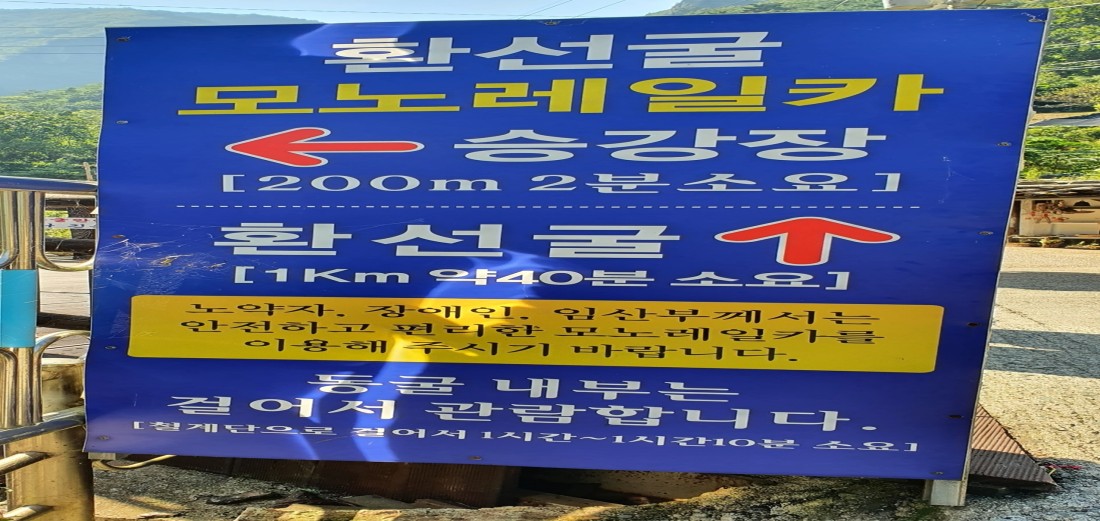 환선굴
모노레일카
승강장
[200m 2분소요]
환선굴
[1Km 약40분 소요]
노약자, 장애인, 임산부께서는
안전하고 편리한 모노레일카를
이용해 주시기 바랍니다.
동굴 내부는
걸어서 관람합니다.
[철계단으로 걸어서 1시간~1시간10분 소요]